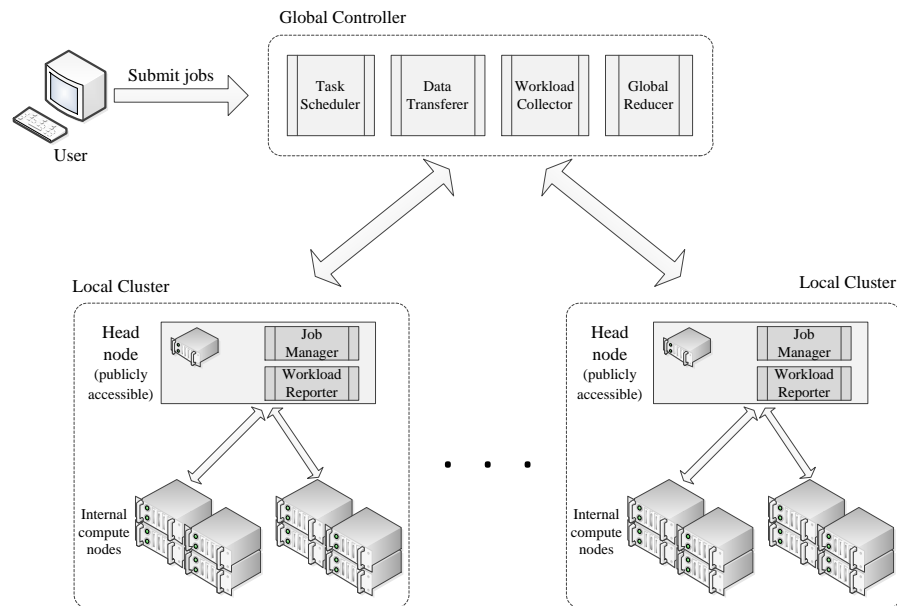 Global Controller
Submit jobs
User
Task
Scheduler
Data
Transferer
Workload
Collector
Global
Reducer
Local Cluster
Head
node
(publicly
accessible)
Job
Manager
Workload
Reporter
Internal
compute
nodes
. . .
Local Cluster
Head
node
(publicly
accessible)
Job
Manager
Workload
Reporter
Internal
compute
nodes